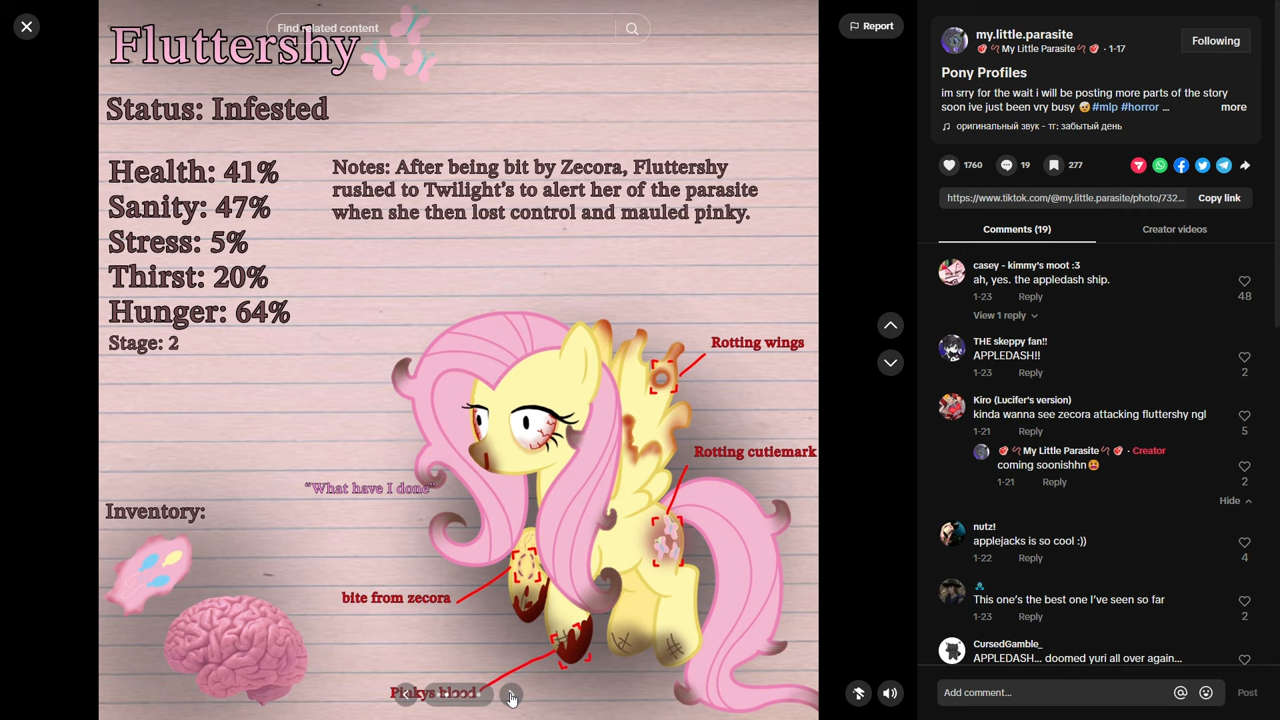 Find related content
Report
Fluttershy
Status: Infested
Health: 41%
Sanity: 47%
Stress: 5%
Thirst: 20%
Hunger: 64%
Stage: 2
Notes: After being bit by Zecora, Fluttershy
rushed to Twilight's to alert her of the parasite
when she then lost control and mauled pinky.
Rotting wings
Rotting cutiemark
"What have I done"
Inventory:
bite from zecora
Pinkys blood
my.little.parasite
My Little Parasite · 1-17
Following
Pony Profiles
im srry for the wait i will be posting more parts of the story
soon ive just been vry busy 🤕#mlp #horror ...
more
оригинальный звук - тг: забытый день
1760
19
277
https://www.tiktok.com/@my.little.parasite/photo/732...
Copy link
Comments (19)
Creator videos
casey - kimmy's moot :3
ah, yes. the appledash ship.
1-23 Reply
48
View 1 reply
THE skeppy fan!!
APPLEDASH!!
1-23 Reply
2
Kiro (Lucifer's version)
kinda wanna see zecora attacking fluttershy ngl
1-21 Reply
5
My Little Parasite · Creator
coming soonishnn😫
1-21 Reply
2
Hide
nutz!
applejacks is so cool :))
1-22 Reply
4
This one's the best one I've seen so far
1-23 Reply
2
CursedGamble_
APPLEDASH... doomed yuri all over again...
Add comment...
Post